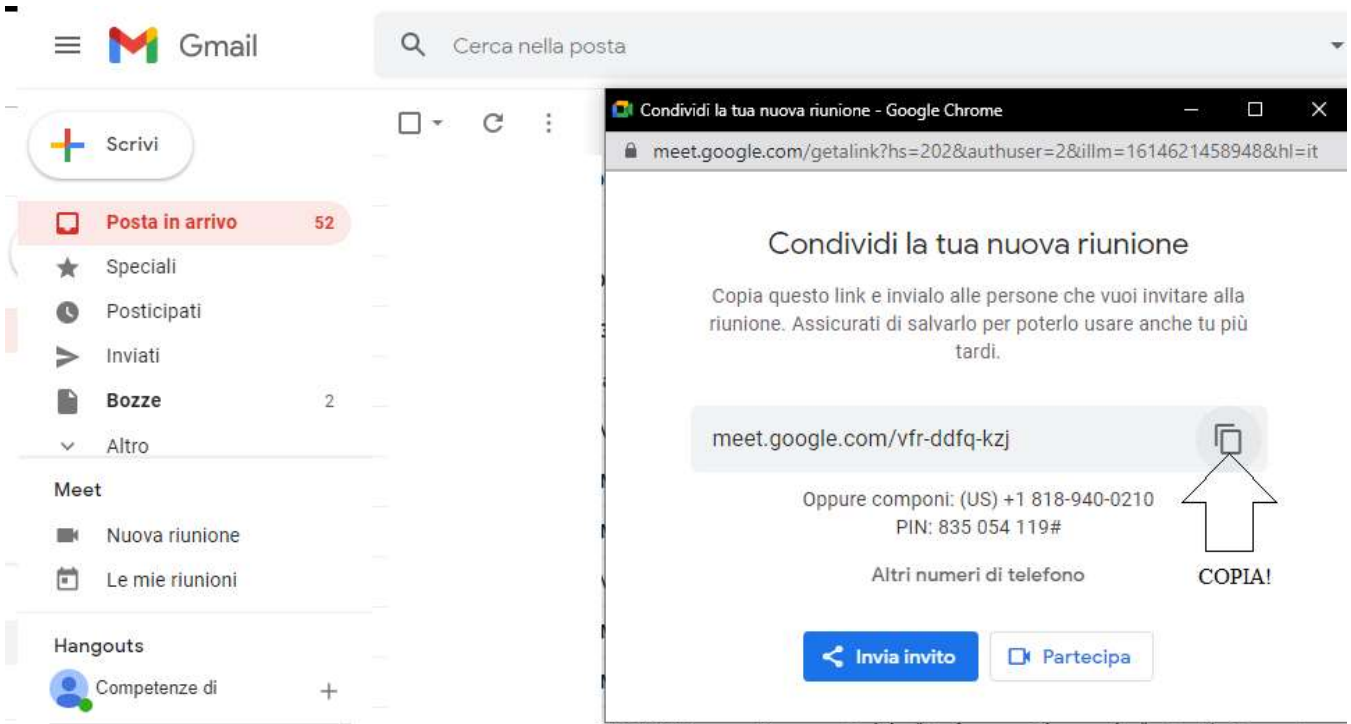 Gmail
Cerca nella posta
Scrivi
Posta in arrivo 52
Speciali
Posticipati
Inviati
Bozze 2
Altro
Meet
Nuova riunione
Le mie riunioni
Hangouts
Competenze di
Condividi la tua nuova riunione - Google Chrome
meet.google.com/getalink?hs=202&authuser=2&illm=1614621458948&hl=it
Condividi la tua nuova riunione
Copia questo link e invialo alle persone che vuoi invitare alla
riunione. Assicurati di salvarlo per poterlo usare anche tu più
tardi.
meet.google.com/vfr-ddfq-kzj
Oppure componi: (US) +1 818-940-0210
PIN: 835 054 119#
Altri numeri di telefono
COPIA!
Invia invito
Partecipa